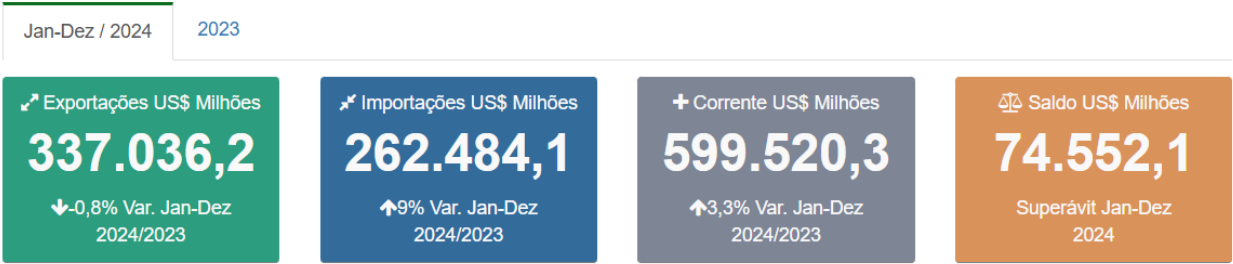 Jan-Dez / 2024
2023
Exportações US$ Milhões
337.036,2
-0,8% Var. Jan-Dez
2024/2023
Importações US$ Milhões
262.484,1
9% Var. Jan-Dez
2024/2023
Corrente US$ Milhões
599.520,3
3,3% Var. Jan-Dez
2024/2023
Saldo US$ Milhões
74.552,1
Superávit Jan-Dez
2024